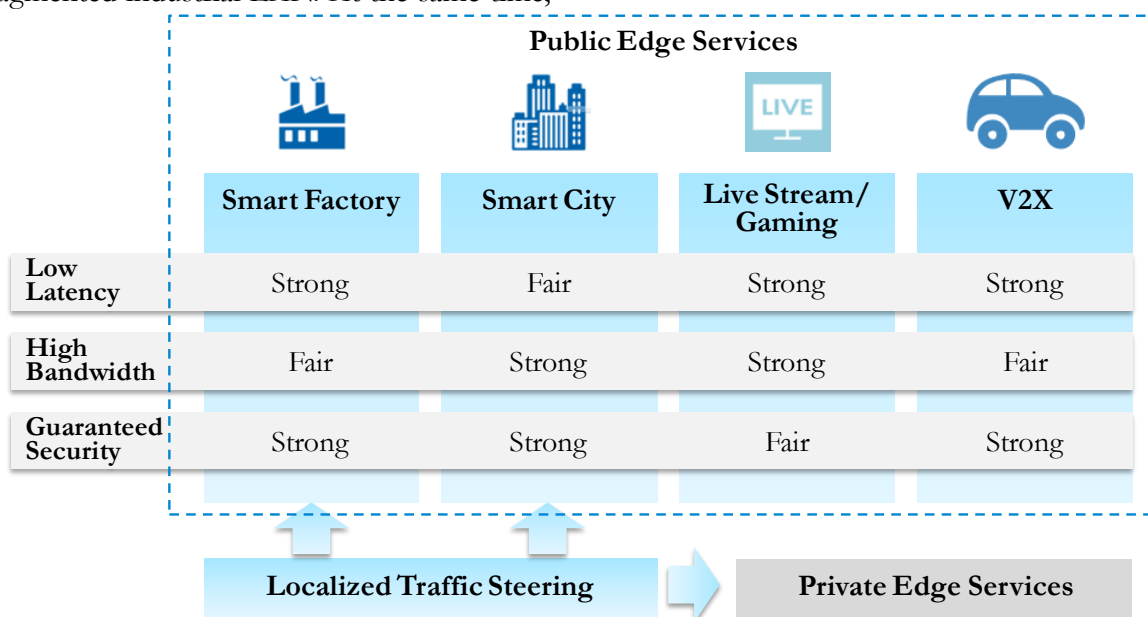 Public Edge Services
LIVE
Smart Factory
Smart City
Live Stream/
Gaming
V2X
Low
Latency
Strong
Fair
Strong
Strong
High
Bandwidth
Fair
Strong
Strong
Fair
Guaranteed
Security
Strong
Strong
Fair
Strong
Localized Traffic Steering
Private Edge Services